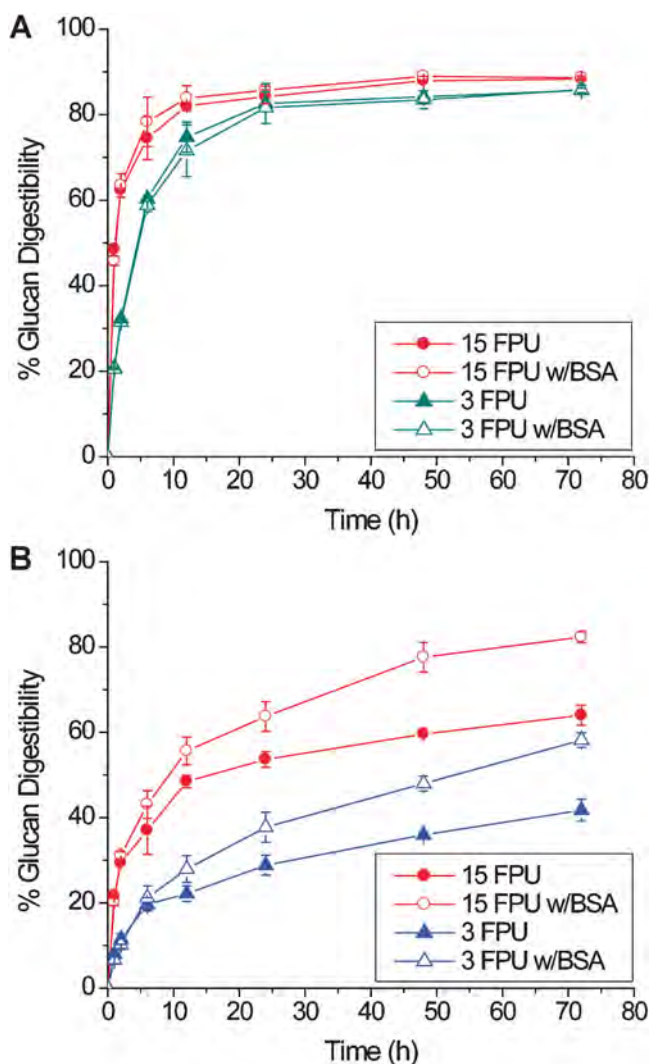 A
100
80
60
40
20
0
% Glucan Digestibility
15 FPU
15 FPU w/BSA
3 FPU
3 FPU w/BSA
0 10 20 30 40 50 60 70 80
Time (h)
B
100
80
60
40
20
0
% Glucan Digestibility
15 FPU
15 FPU w/BSA
3 FPU
3 FPU w/BSA
0 10 20 30 40 50 60 70 80
Time (h)